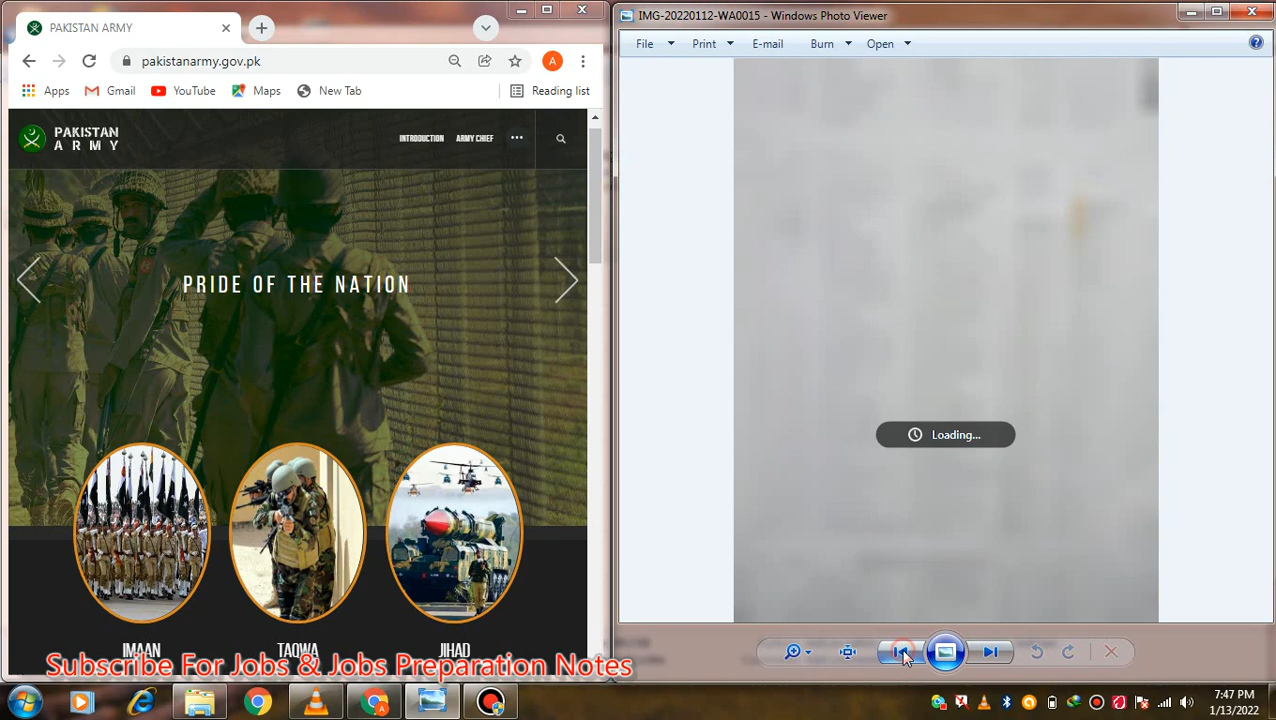 PAKISTAN ARMY
pakistanarmy.gov.pk
A
Apps
Gmail
YouTube
Maps
New Tab
Reading list
PAKISTAN
ARMY
INTRODUCTION
ARMY CHIEF
PRIDE OF THE NATION
IMAAN
TAQWA
JIHAD
IMG-20220112-WA0015 - Windows Photo Viewer
File
Print
E-mail
Burn
Open
Loading...
Subscribe For Jobs & Jobs Preparation Notes
7:47 PM
1/13/2022